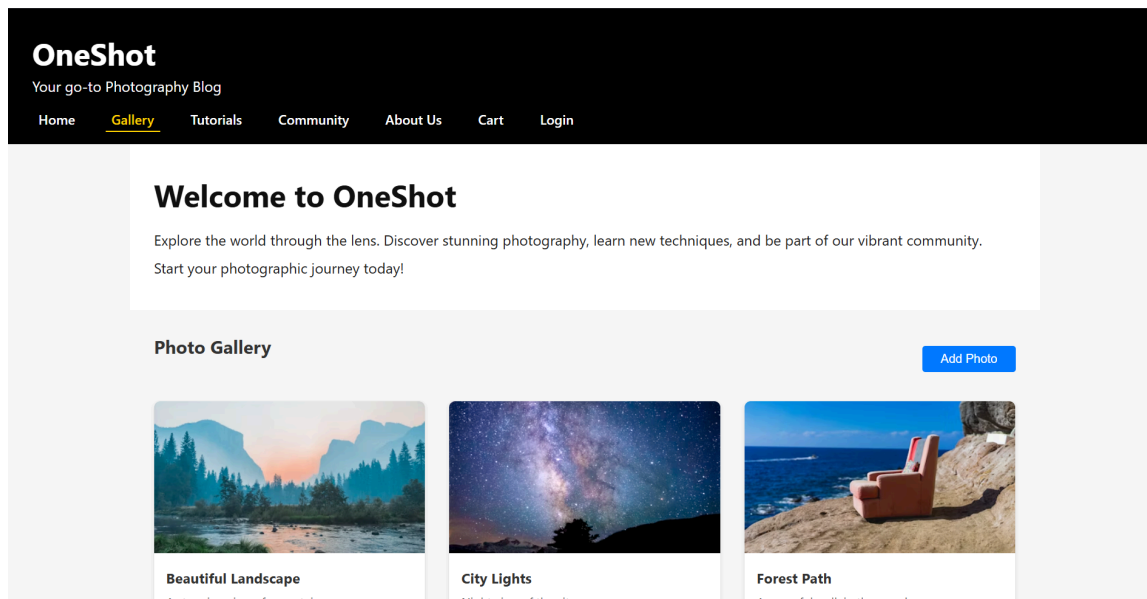 OneShot
Your go-to Photography Blog
Home Gallery Tutorials Community About Us Cart Login
Welcome to OneShot
Explore the world through the lens. Discover stunning photography, learn new techniques, and be part of our vibrant community.
Start your photographic journey today!
Photo Gallery
Add Photo
Beautiful Landscape City Lights Forest Path